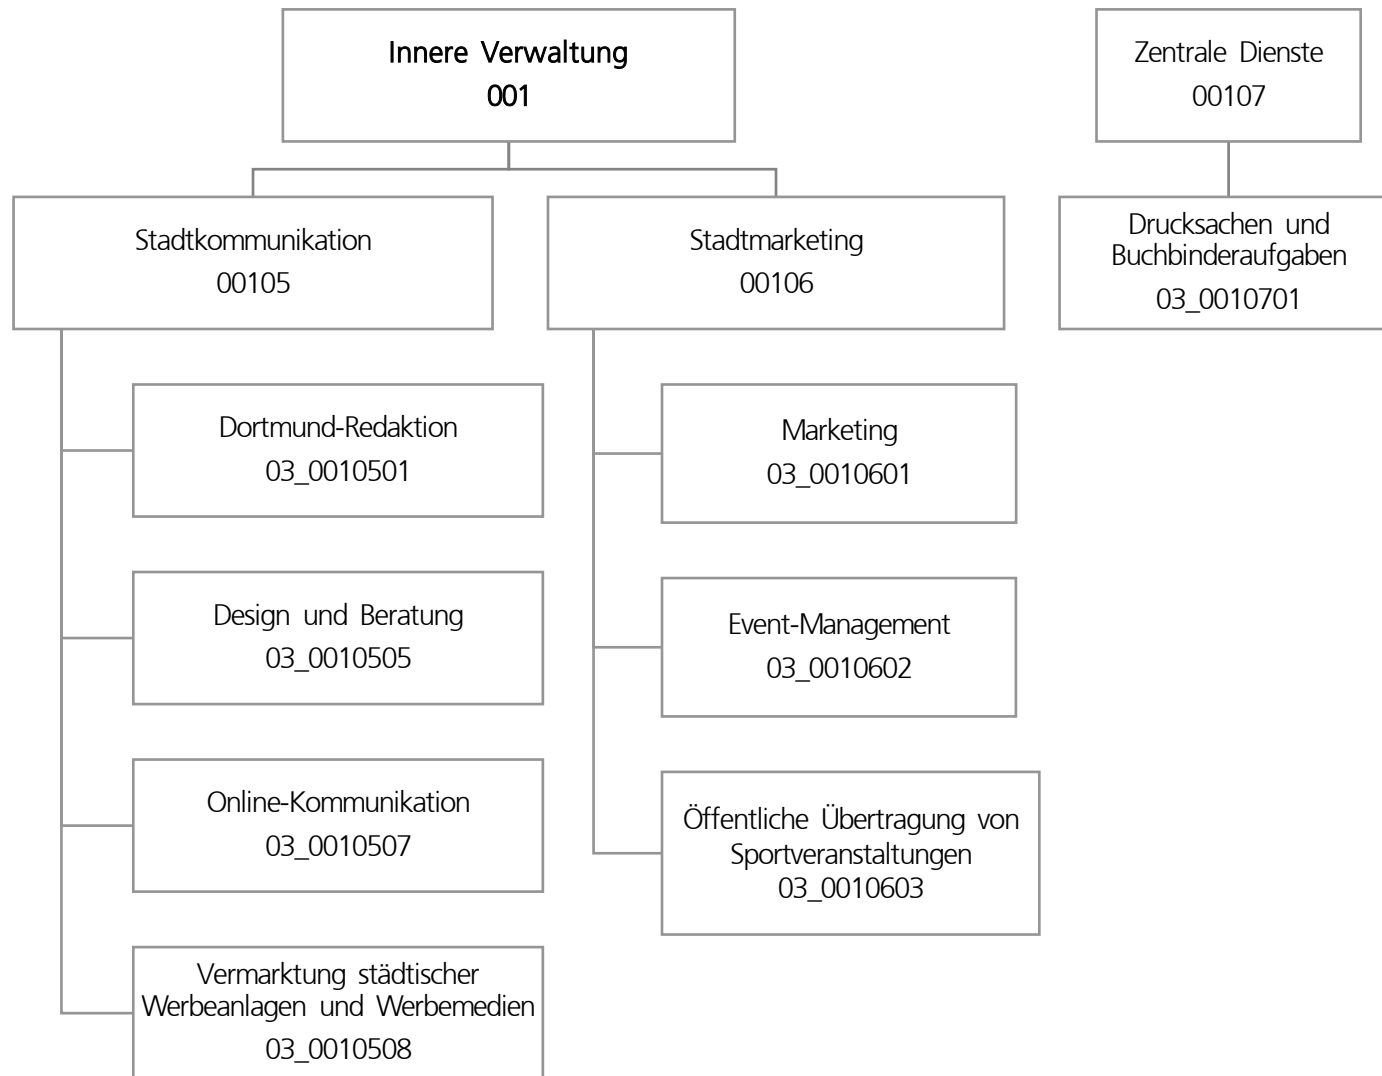 Innere Verwaltung
001
Zentrale Dienste
00107
Stadtkommunikation
00105
Stadtmarketing
00106
Drucksachen und
Buchbinderaufgaben
03_0010701
Dortmund-Redaktion
03_0010501
Design und Beratung
03_0010505
Online-Kommunikation
03_0010507
Vermarktung städtischer
Werbeanlagen und Werbemedien
03_0010508
Marketing
03_0010601
Event-Management
03_0010602
Öffentliche Übertragung von
Sportveranstaltungen
03_0010603